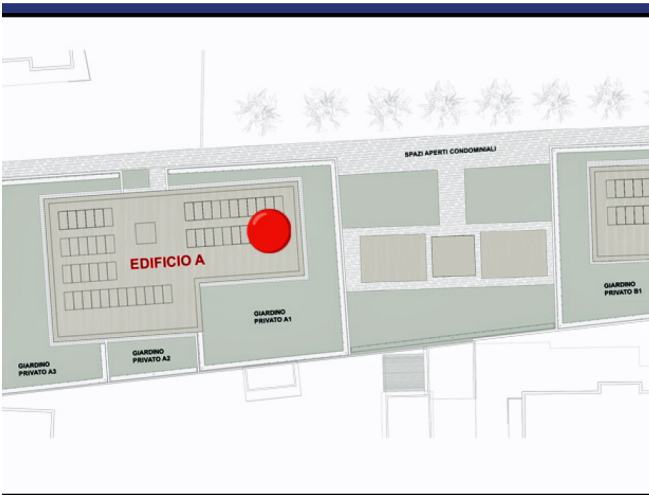 SPAZI APERTI CONDOMINIALI
EDIFICIO A
GIARDINO
PRIVATO A1
GIARDINO
PRIVATO B1
GIARDINO
PRIVATO A2
GIARDINO
PRIVATO A3